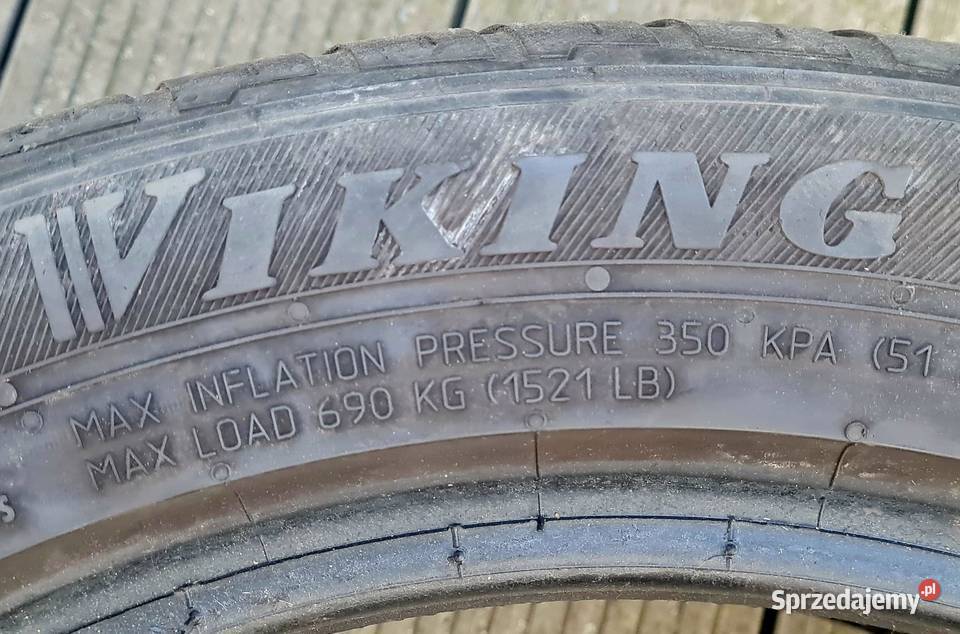 VIKING
MAX INFLATION PRESSURE 350 KPA (51
MAX LOAD 690 KG (1521 LB)
S
Sprzedajemy.pl